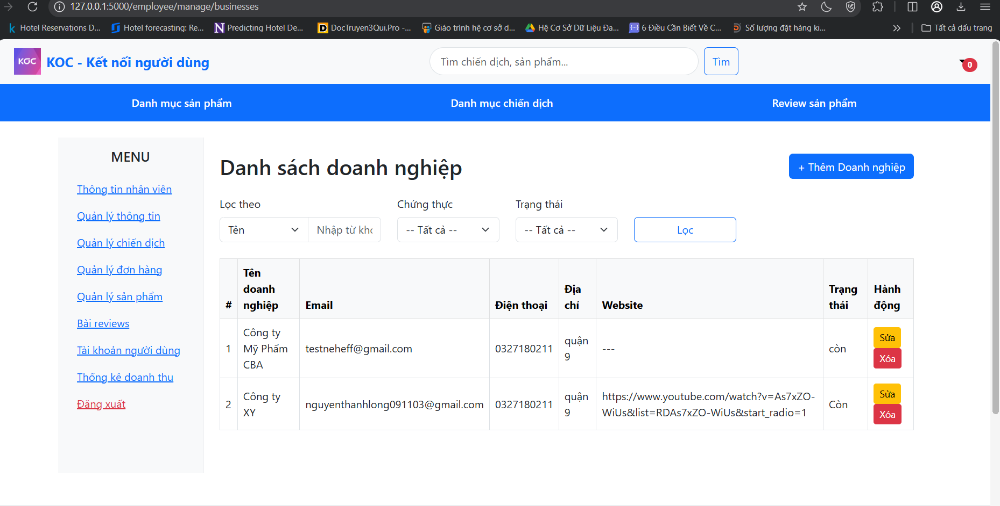 127.0.0.1:5000/employee/manage/businesses
Hotel Reservations D...
Hotel forecasting: Re...
Predicting Hotel De...
DocTruyen3Qui.Pro -...
Giáo trình hệ cơ sở d...
Hệ Cơ Sở Dữ Liệu Đa...
6 Điều Cần Biết Về C...
Số lượng đặt hàng ki...
Tất cả dấu trang
KOC
KOC - Kết nối người dùng
Tìm chiến dịch, sản phẩm...
Tìm
0
Danh mục sản phẩm
Danh mục chiến dịch
Review sản phẩm
MENU
Thông tin nhân viên
Quản lý thông tin
Quản lý chiến dịch
Quản lý đơn hàng
Quản lý sản phẩm
Bài reviews
Tài khoản người dùng
Thống kê doanh thu
Đăng xuất
Danh sách doanh nghiệp
+ Thêm Doanh nghiệp
Lọc theo
Chứng thực
Trạng thái
Tên
Nhập từ khó
-- Tất cả --
-- Tất cả --
Lọc
#
Tên
doanh
nghiệp
Email
Điện thoại
Địa
chỉ
Website
Trạng
thái
Hành
động
1
Công ty
Mỹ Phẩm
CBA
testneheff@gmail.com
0327180211
quận
9
---
còn
Sửa
Xóa
2
Công ty
XY
nguyenthanhlong091103@gmail.com
0327180211
quận
9
https://www.youtube.com/watch?v=As7xZO-
WiUs&list=RDAs7xZO-WiUs&start_radio=1
Còn
Sửa
Xóa